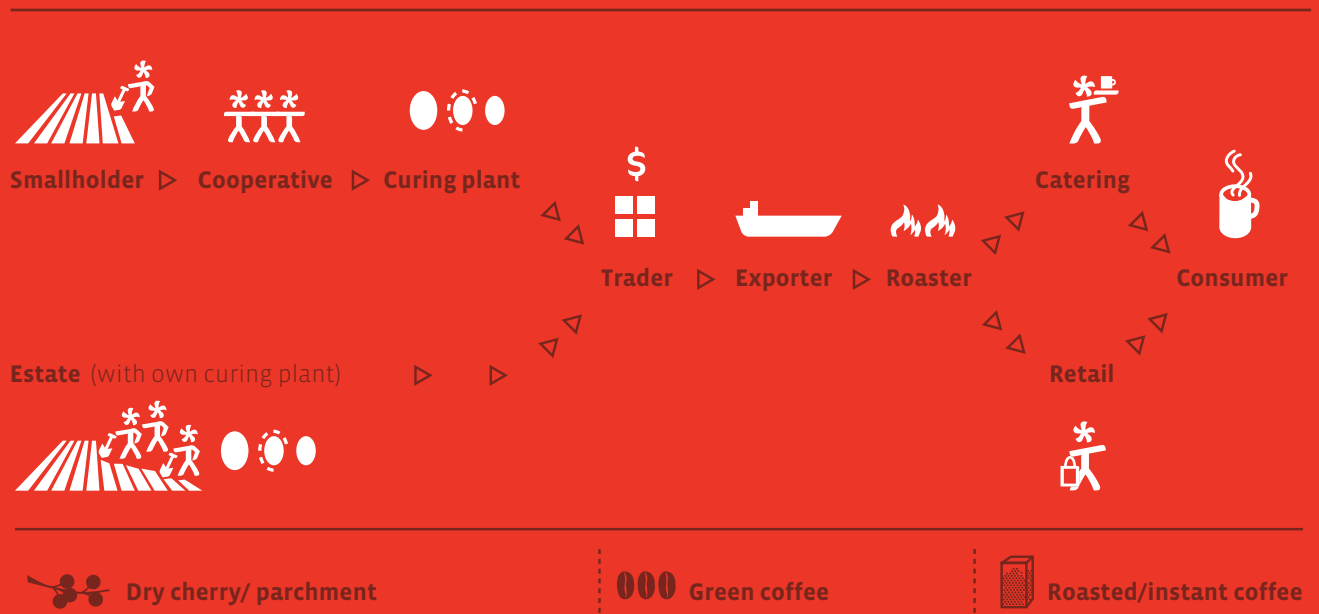 Smallholder
Cooperative
Curing plant
$
Trader
Exporter
Roaster
Catering
Consumer
Estate (with own curing plant)
Retail
Dry cherry/ parchment
Green coffee
Roasted/instant coffee